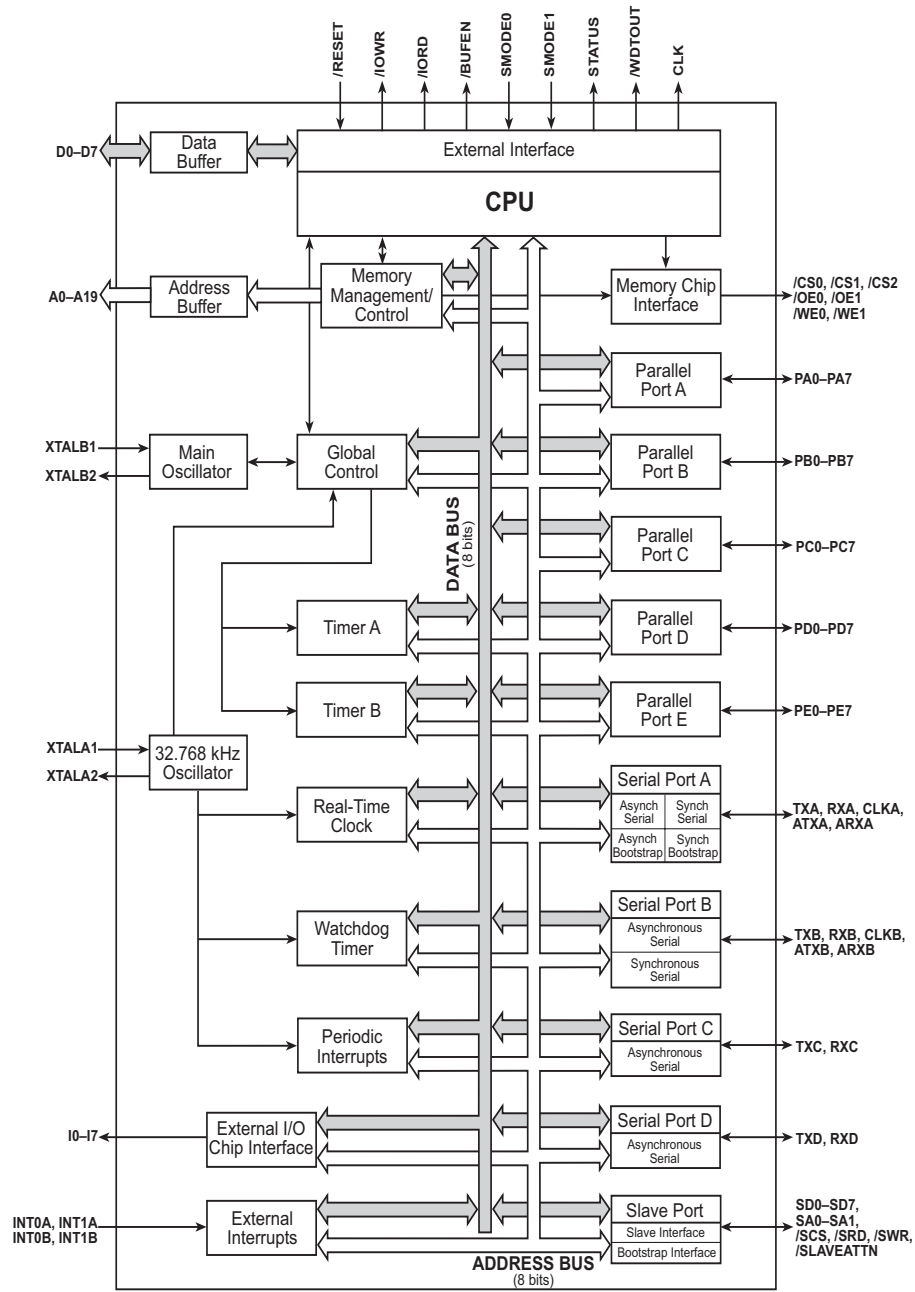 /RESET
/IOWR
/IORD
/BUFEN
SMODE0
SMODE1
STATUS
/WDTOUT
CLK
D0–D7
Data
Buffer
External Interface
CPU
A0–A19
Address
Buffer
Memory
Management/
Control
Memory Chip
Interface
/CS0, /CS1, /CS2
/OE0, /OE1
/WE0, /WE1
Parallel
Port A
PA0–PA7
XTALB1
XTALB2
Main
Oscillator
Global
Control
Parallel
Port B
PB0–PB7
DATA BUS
(8 bits)
Parallel
Port C
PC0–PC7
Timer A
Parallel
Port D
PD0–PD7
Timer B
Parallel
Port E
PE0–PE7
XTALA1
XTALA2
32.768 kHz
Oscillator
Real-Time
Clock
Serial Port A
Asynch
Serial
Synch
Serial
Asynch
Bootstrap
Synch
Bootstrap
TXA, RXA, CLKA,
ATXA, ARXA
Watchdog
Timer
Serial Port B
Asynchronous
Serial
Synchronous
Serial
TXB, RXB, CLKB,
ATXB, ARXB
Periodic
Interrupts
Serial Port C
Asynchronous
Serial
TXC, RXC
I0–I7
External I/O
Chip Interface
Serial Port D
Asynchronous
Serial
TXD, RXD
INT0A, INT1A
INT0B, INT1B
External
Interrupts
Slave Port
Slave Interface
Bootstrap Interface
SD0–SD7,
SA0–SA1,
/SCS, /SRD, /SWR,
/SLAVEATTN
ADDRESS BUS
(8 bits)